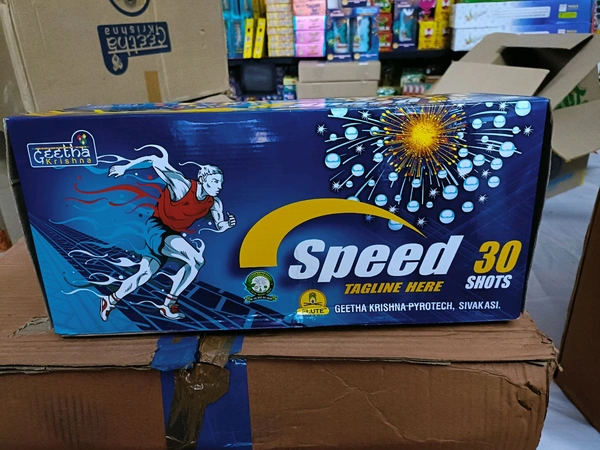 Geetha
Krishna
Geetha
Krishna
Speed
TAGLINE HERE
30
SHOTS
GEETHA KRISHNA PYROTECH, SIVAKASI.